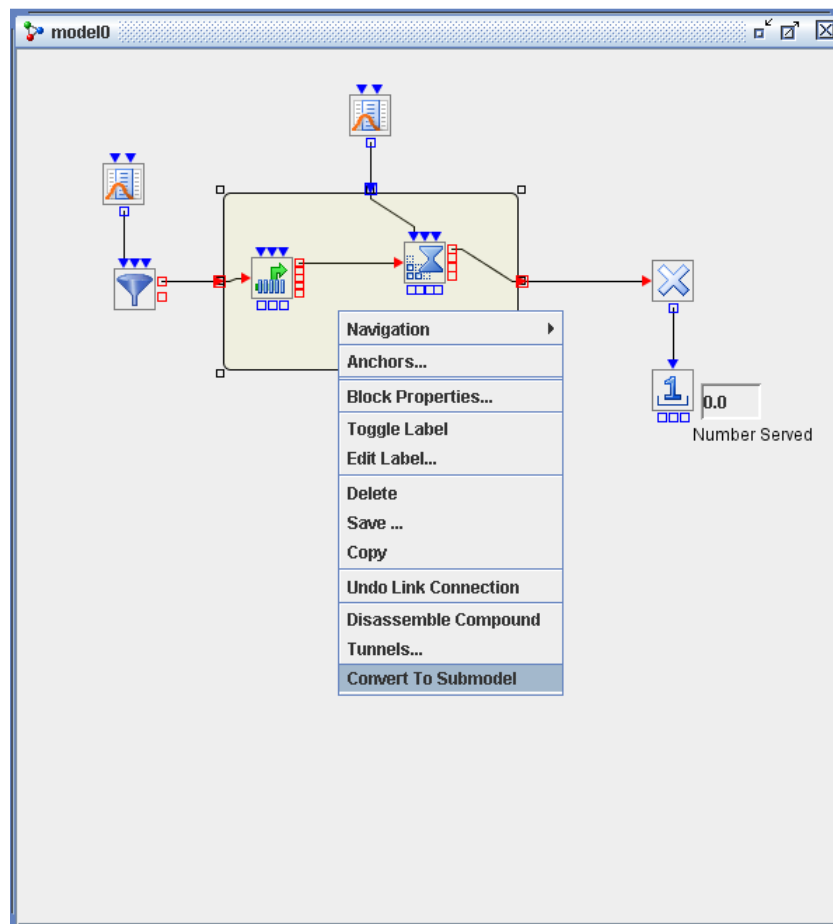 model0
Navigation
Anchors...
Block Properties...
Toggle Label
Edit Label...
Delete
Save ...
Copy
Undo Link Connection
Disassemble Compound
Tunnels...
Convert To Submodel
1
0.0
Number Served